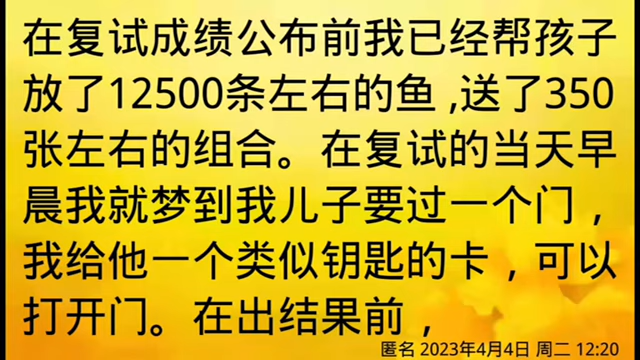 在复试成绩公布前我已经帮孩子
放了12500条左右的鱼 ,送了350
张左右的组合。在复试的当天早
晨我就梦到我儿子要过一个门，
我给他一个类似钥匙的卡，可以
打开门。在出结果前，
匿名 2023年4月4日 周二 12:20